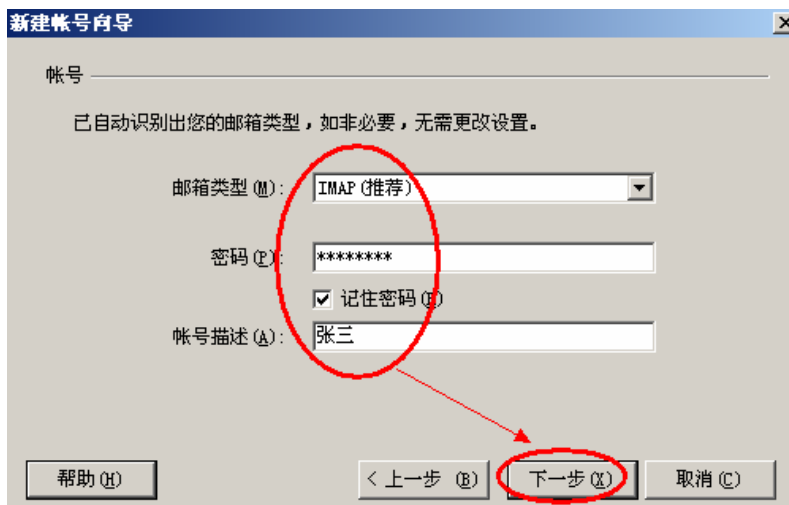 新建帐号向导
帐号
已自动识别出您的邮箱类型，如非必要，无需更改设置。
邮箱类型(M): IMAP(推荐)
密码(P): ********
记住密码(R)
帐号描述(A): 张三
帮助(H) < 上一步 (B) 下一步(X) 取消(C)